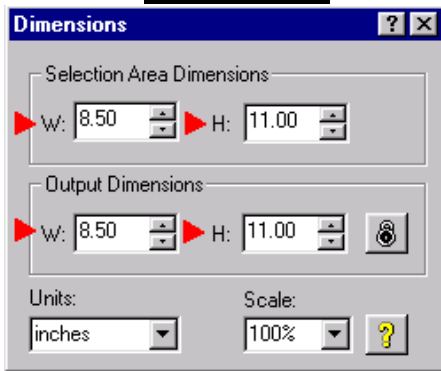 Dimensions
Selection Area Dimensions
W: 8.50 H: 11.00
Output Dimensions
W: 8.50 H: 11.00
Units: Scale:
inches 100%